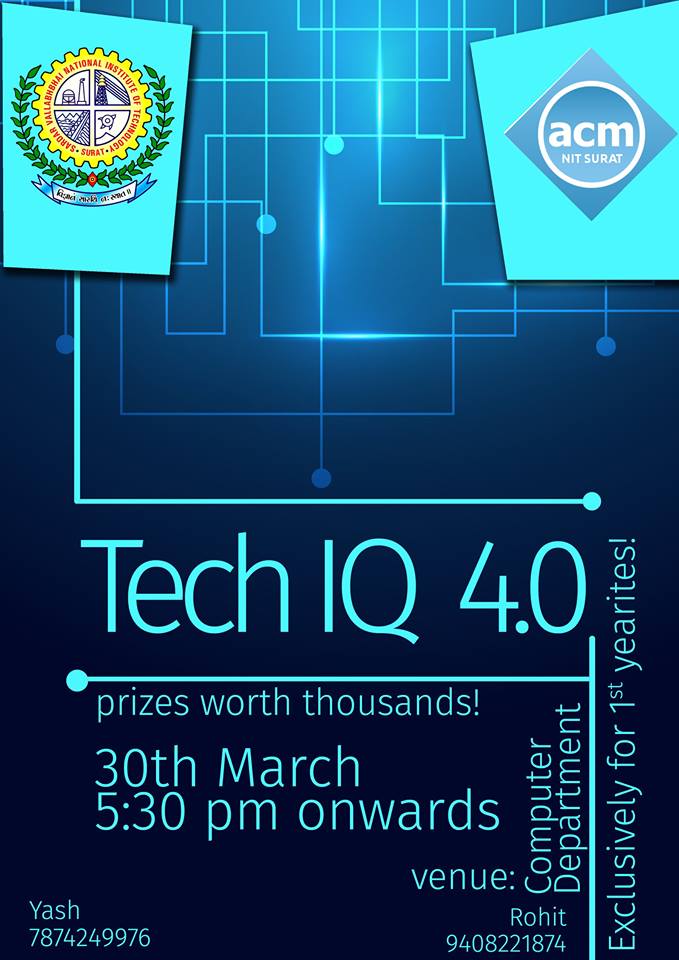 SARDAR VALLABHBHAI NATIONAL INSTITUTE OF TECHNOLOGY
• SURAT •
acm
NIT SURAT
Tech IQ 4.0
prizes worth thousands!
30th March
5:30 pm onwards
venue: Computer
Department
Exclusively for 1st yearites!
Yash
7874249976
Rohit
9408221874